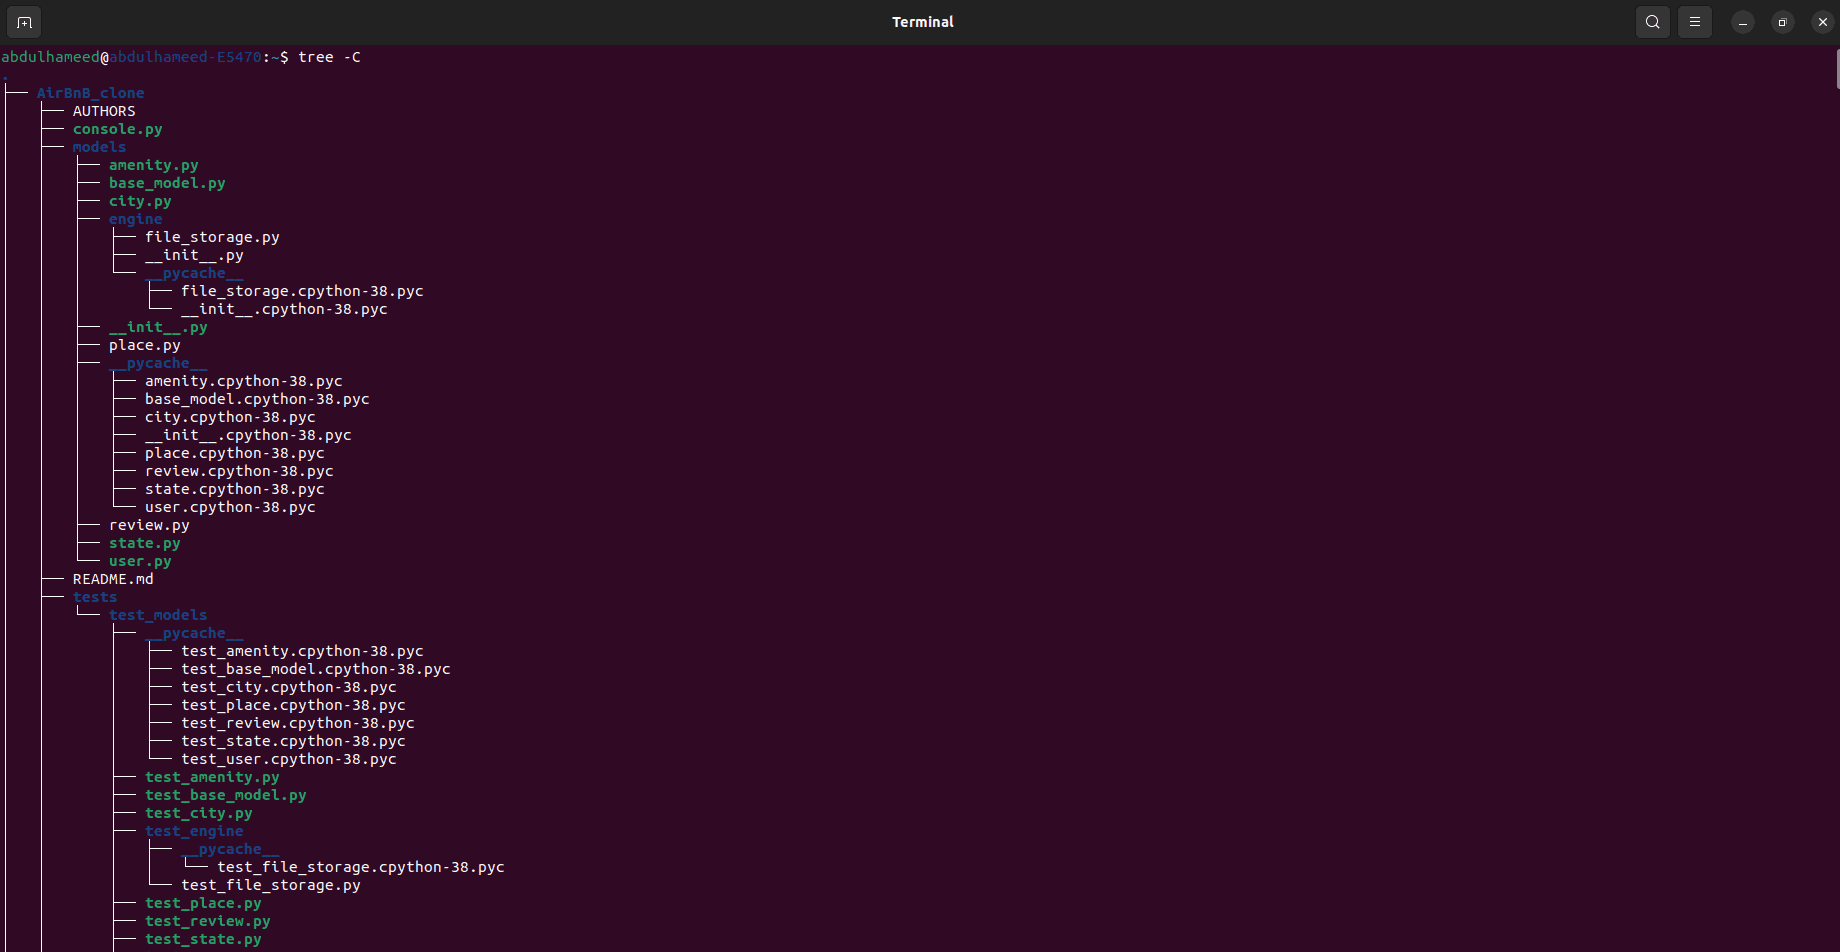 Terminal
abdulhameed@abdulhameed-E5470:~$ tree -C
.
├── AirBnB_clone
│   ├── AUTHORS
│   ├── console.py
│   ├── models
│   │   ├── amenity.py
│   │   ├── base_model.py
│   │   ├── city.py
│   │   ├── engine
│   │   │   ├── file_storage.py
│   │   │   ├── __init__.py
│   │   │   └── __pycache__
│   │   │       ├── file_storage.cpython-38.pyc
│   │   │       └── __init__.cpython-38.pyc
│   │   ├── __init__.py
│   │   ├── place.py
│   │   ├── __pycache__
│   │   │   ├── amenity.cpython-38.pyc
│   │   │   ├── base_model.cpython-38.pyc
│   │   │   ├── city.cpython-38.pyc
│   │   │   ├── __init__.cpython-38.pyc
│   │   │   ├── place.cpython-38.pyc
│   │   │   ├── review.cpython-38.pyc
│   │   │   ├── state.cpython-38.pyc
│   │   │   └── user.cpython-38.pyc
│   │   ├── review.py
│   │   ├── state.py
│   │   └── user.py
│   ├── README.md
│   ├── tests
│   │   └── test_models
│   │       ├── __pycache__
│   │       │   ├── test_amenity.cpython-38.pyc
│   │       │   ├── test_base_model.cpython-38.pyc
│   │       │   ├── test_city.cpython-38.pyc
│   │       │   ├── test_place.cpython-38.pyc
│   │       │   ├── test_review.cpython-38.pyc
│   │       │   ├── test_state.cpython-38.pyc
│   │       │   └── test_user.cpython-38.pyc
│   │       ├── test_amenity.py
│   │       ├── test_base_model.py
│   │       ├── test_city.py
│   │       ├── test_engine
│   │       │   ├── __pycache__
│   │       │   │   └── test_file_storage.cpython-38.pyc
│   │       │   └── test_file_storage.py
│   │       ├── test_place.py
│   │       ├── test_review.py
│   │       ├── test_state.py